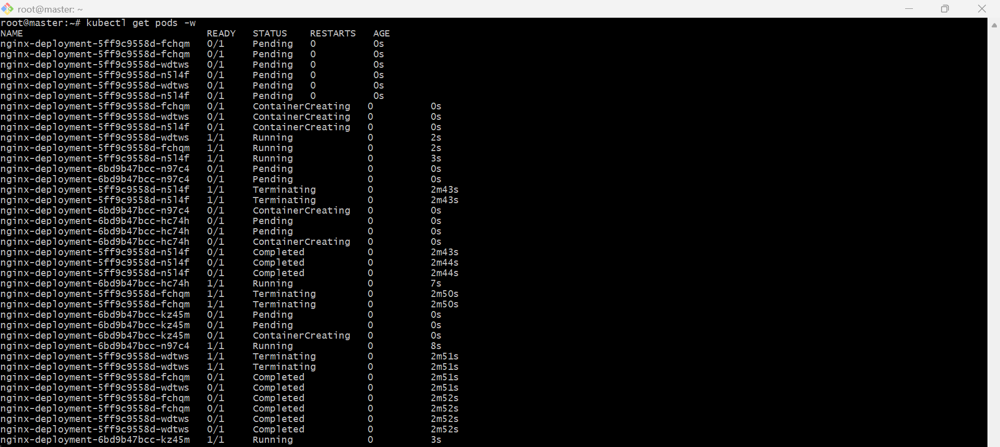 root@master: ~
root@master:~# kubectl get pods -w
NAME                                READY   STATUS    RESTARTS   AGE
nginx-deployment-5ff9c9558d-fchqm   0/1     Pending   0          0s
nginx-deployment-5ff9c9558d-fchqm   0/1     Pending   0          0s
nginx-deployment-5ff9c9558d-wdtws   0/1     Pending   0          0s
nginx-deployment-5ff9c9558d-n5l4f   0/1     Pending   0          0s
nginx-deployment-5ff9c9558d-wdtws   0/1     Pending   0          0s
nginx-deployment-5ff9c9558d-n5l4f   0/1     Pending   0          0s
nginx-deployment-5ff9c9558d-fchqm   0/1     ContainerCreating   0          0s
nginx-deployment-5ff9c9558d-wdtws   0/1     ContainerCreating   0          0s
nginx-deployment-5ff9c9558d-n5l4f   0/1     ContainerCreating   0          0s
nginx-deployment-5ff9c9558d-wdtws   1/1     Running             0          2s
nginx-deployment-5ff9c9558d-fchqm   1/1     Running             0          2s
nginx-deployment-5ff9c9558d-n5l4f   1/1     Running             0          3s
nginx-deployment-6bd9b47bcc-n97c4   0/1     Pending             0          0s
nginx-deployment-6bd9b47bcc-n97c4   0/1     Pending             0          0s
nginx-deployment-5ff9c9558d-n5l4f   1/1     Terminating         0          2m43s
nginx-deployment-5ff9c9558d-n5l4f   1/1     Terminating         0          2m43s
nginx-deployment-6bd9b47bcc-n97c4   0/1     ContainerCreating   0          0s
nginx-deployment-6bd9b47bcc-hc74h   0/1     Pending             0          0s
nginx-deployment-6bd9b47bcc-hc74h   0/1     Pending             0          0s
nginx-deployment-6bd9b47bcc-hc74h   0/1     ContainerCreating   0          0s
nginx-deployment-5ff9c9558d-n5l4f   0/1     Completed           0          2m43s
nginx-deployment-5ff9c9558d-n5l4f   0/1     Completed           0          2m44s
nginx-deployment-5ff9c9558d-n5l4f   0/1     Completed           0          2m44s
nginx-deployment-6bd9b47bcc-hc74h   1/1     Running             0          7s
nginx-deployment-5ff9c9558d-fchqm   1/1     Terminating         0          2m50s
nginx-deployment-5ff9c9558d-fchqm   1/1     Terminating         0          2m50s
nginx-deployment-6bd9b47bcc-kz45m   0/1     Pending             0          0s
nginx-deployment-6bd9b47bcc-kz45m   0/1     Pending             0          0s
nginx-deployment-6bd9b47bcc-kz45m   0/1     ContainerCreating   0          0s
nginx-deployment-6bd9b47bcc-n97c4   1/1     Running             0          8s
nginx-deployment-5ff9c9558d-wdtws   1/1     Terminating         0          2m51s
nginx-deployment-5ff9c9558d-wdtws   1/1     Terminating         0          2m51s
nginx-deployment-5ff9c9558d-fchqm   0/1     Completed           0          2m51s
nginx-deployment-5ff9c9558d-wdtws   0/1     Completed           0          2m51s
nginx-deployment-5ff9c9558d-fchqm   0/1     Completed           0          2m52s
nginx-deployment-5ff9c9558d-fchqm   0/1     Completed           0          2m52s
nginx-deployment-5ff9c9558d-wdtws   0/1     Completed           0          2m52s
nginx-deployment-5ff9c9558d-wdtws   0/1     Completed           0          2m52s
nginx-deployment-6bd9b47bcc-kz45m   1/1     Running             0          3s